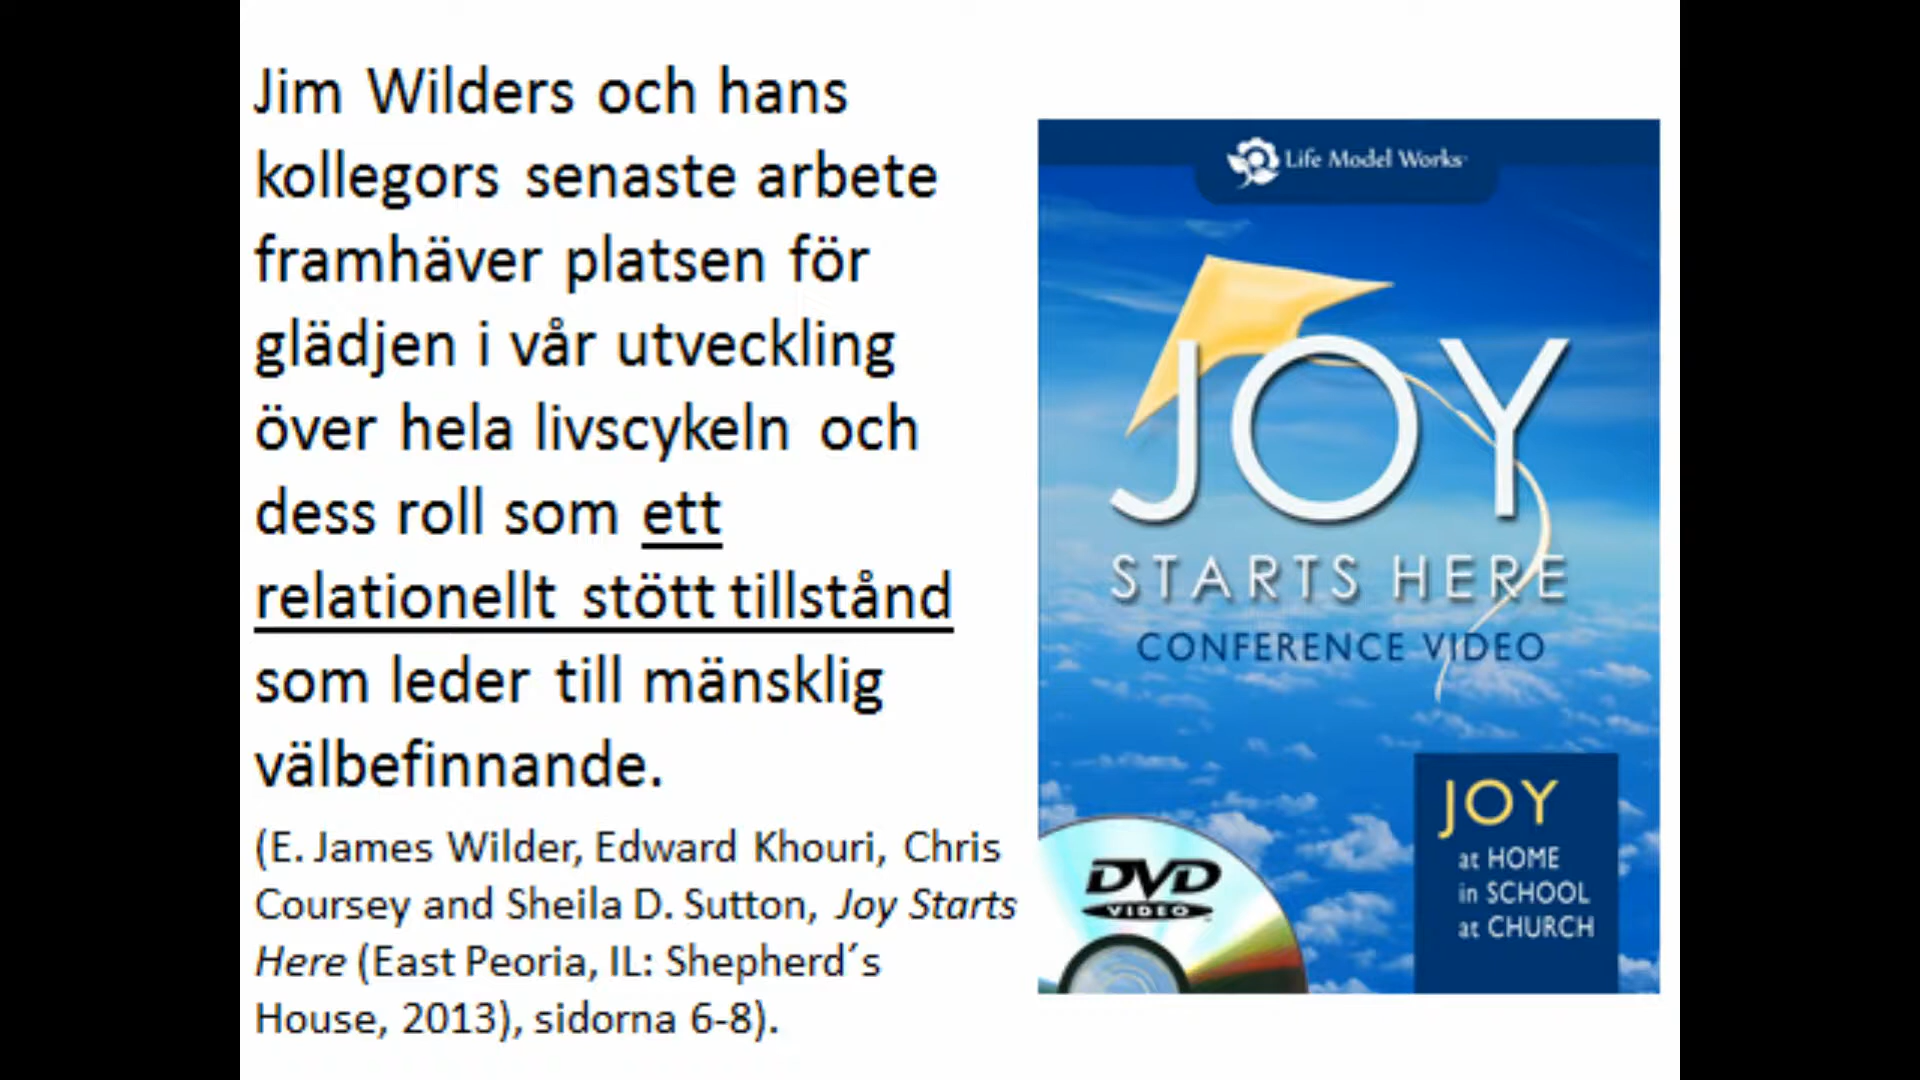 Jim Wilders och hans
kollegors senaste arbete
framhäver platsen för
glädjen i vår utveckling
över hela livscykeln och
dess roll som ett
relationellt stött tillstånd
som leder till mänsklig
välbefinnande.
(E. James Wilder, Edward Khouri, Chris
Coursey and Sheila D. Sutton, Joy Starts
Here (East Peoria, IL: Shepherd´s
House, 2013), sidorna 6-8).
Life Model Works
JOY
STARTS HERE
CONFERENCE VIDEO
JOY
at HOME
in SCHOOL
at CHURCH
DVD
VIDEO